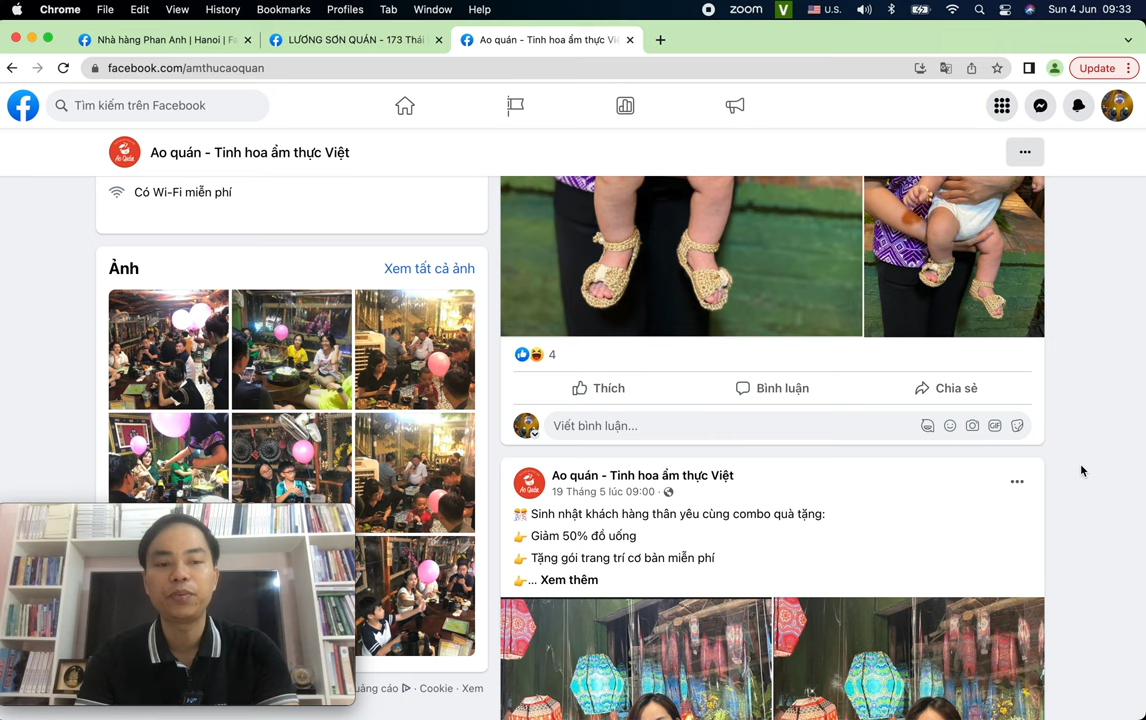 Chrome File Edit View History Bookmarks Profiles Tab Window Help zoom V U.S. Sun 4 Jun 09:33
Nhà hàng Phan Anh | Hanoi | Fa
LƯƠNG SƠN QUÁN - 173 Thái
Ao quán - Tinh hoa ẩm thực Việ
facebook.com/amthucaoquan
Update
Tìm kiếm trên Facebook
Ao quán - Tinh hoa ẩm thực Việt
Có Wi-Fi miễn phí
Ảnh
Xem tất cả ảnh
uảng cáo · Cookie · Xem
4
Thích
Bình luận
Chia sẻ
Viết bình luận...
GIF
Ao quán - Tinh hoa ẩm thực Việt
19 Tháng 5 lúc 09:00 ·
🎊 Sinh nhật khách hàng thân yêu cùng combo quà tặng:
👉 Giảm 50% đồ uống
👉 Tặng gói trang trí cơ bản miễn phí
👉... Xem thêm